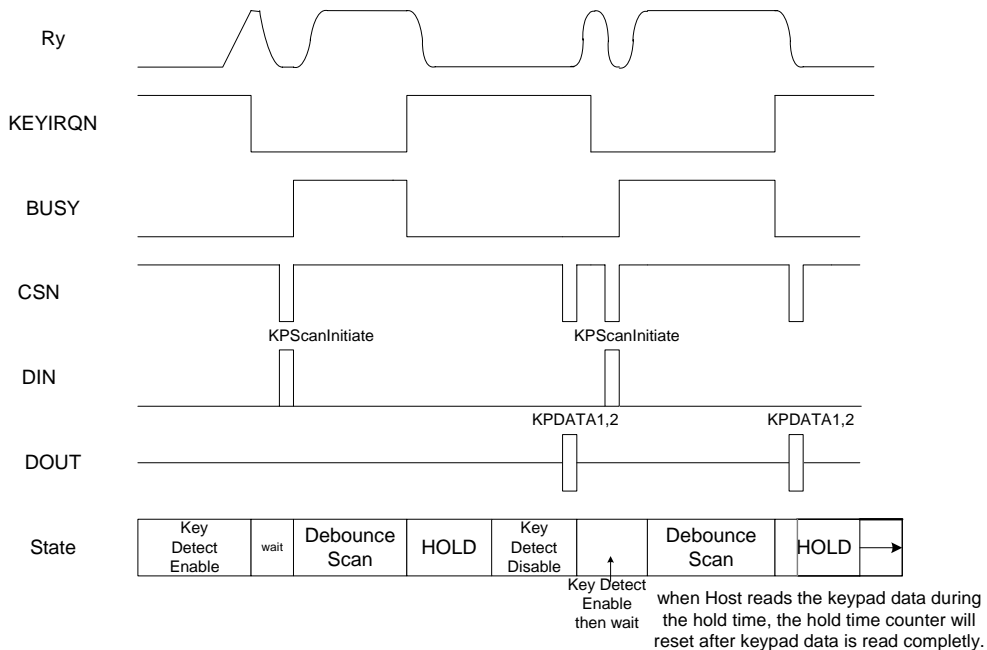 Ry
KEYIRQN
BUSY
CSN
KPScanInitiate
KPScanInitiate
DIN
KPDATA1,2
KPDATA1,2
DOUT
State
Key
Detect
Enable
wait
Debounce
Scan
HOLD
Key
Detect
Disable
Debounce
Scan
HOLD
Key Detect
Enable
then wait
when Host reads the keypad data during
the hold time, the hold time counter will
reset after keypad data is read completly.